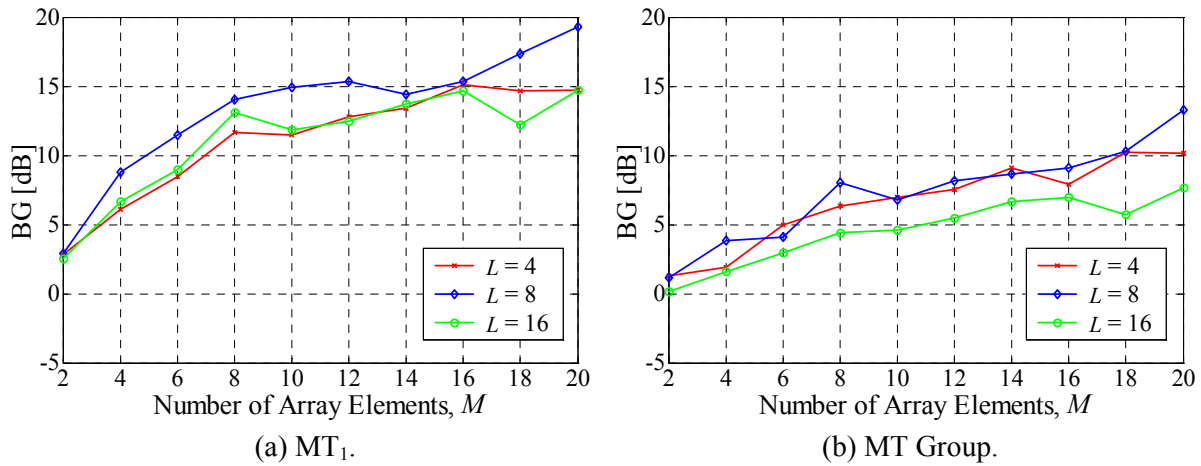 20
15
10
5
0
-5
BG [dB]
L = 4
L = 8
L = 16
2 4 6 8 10 12 14 16 18 20
Number of Array Elements, M
(a) MT₁.
20
15
10
5
0
-5
BG [dB]
L = 4
L = 8
L = 16
2 4 6 8 10 12 14 16 18 20
Number of Array Elements, M
(b) MT Group.